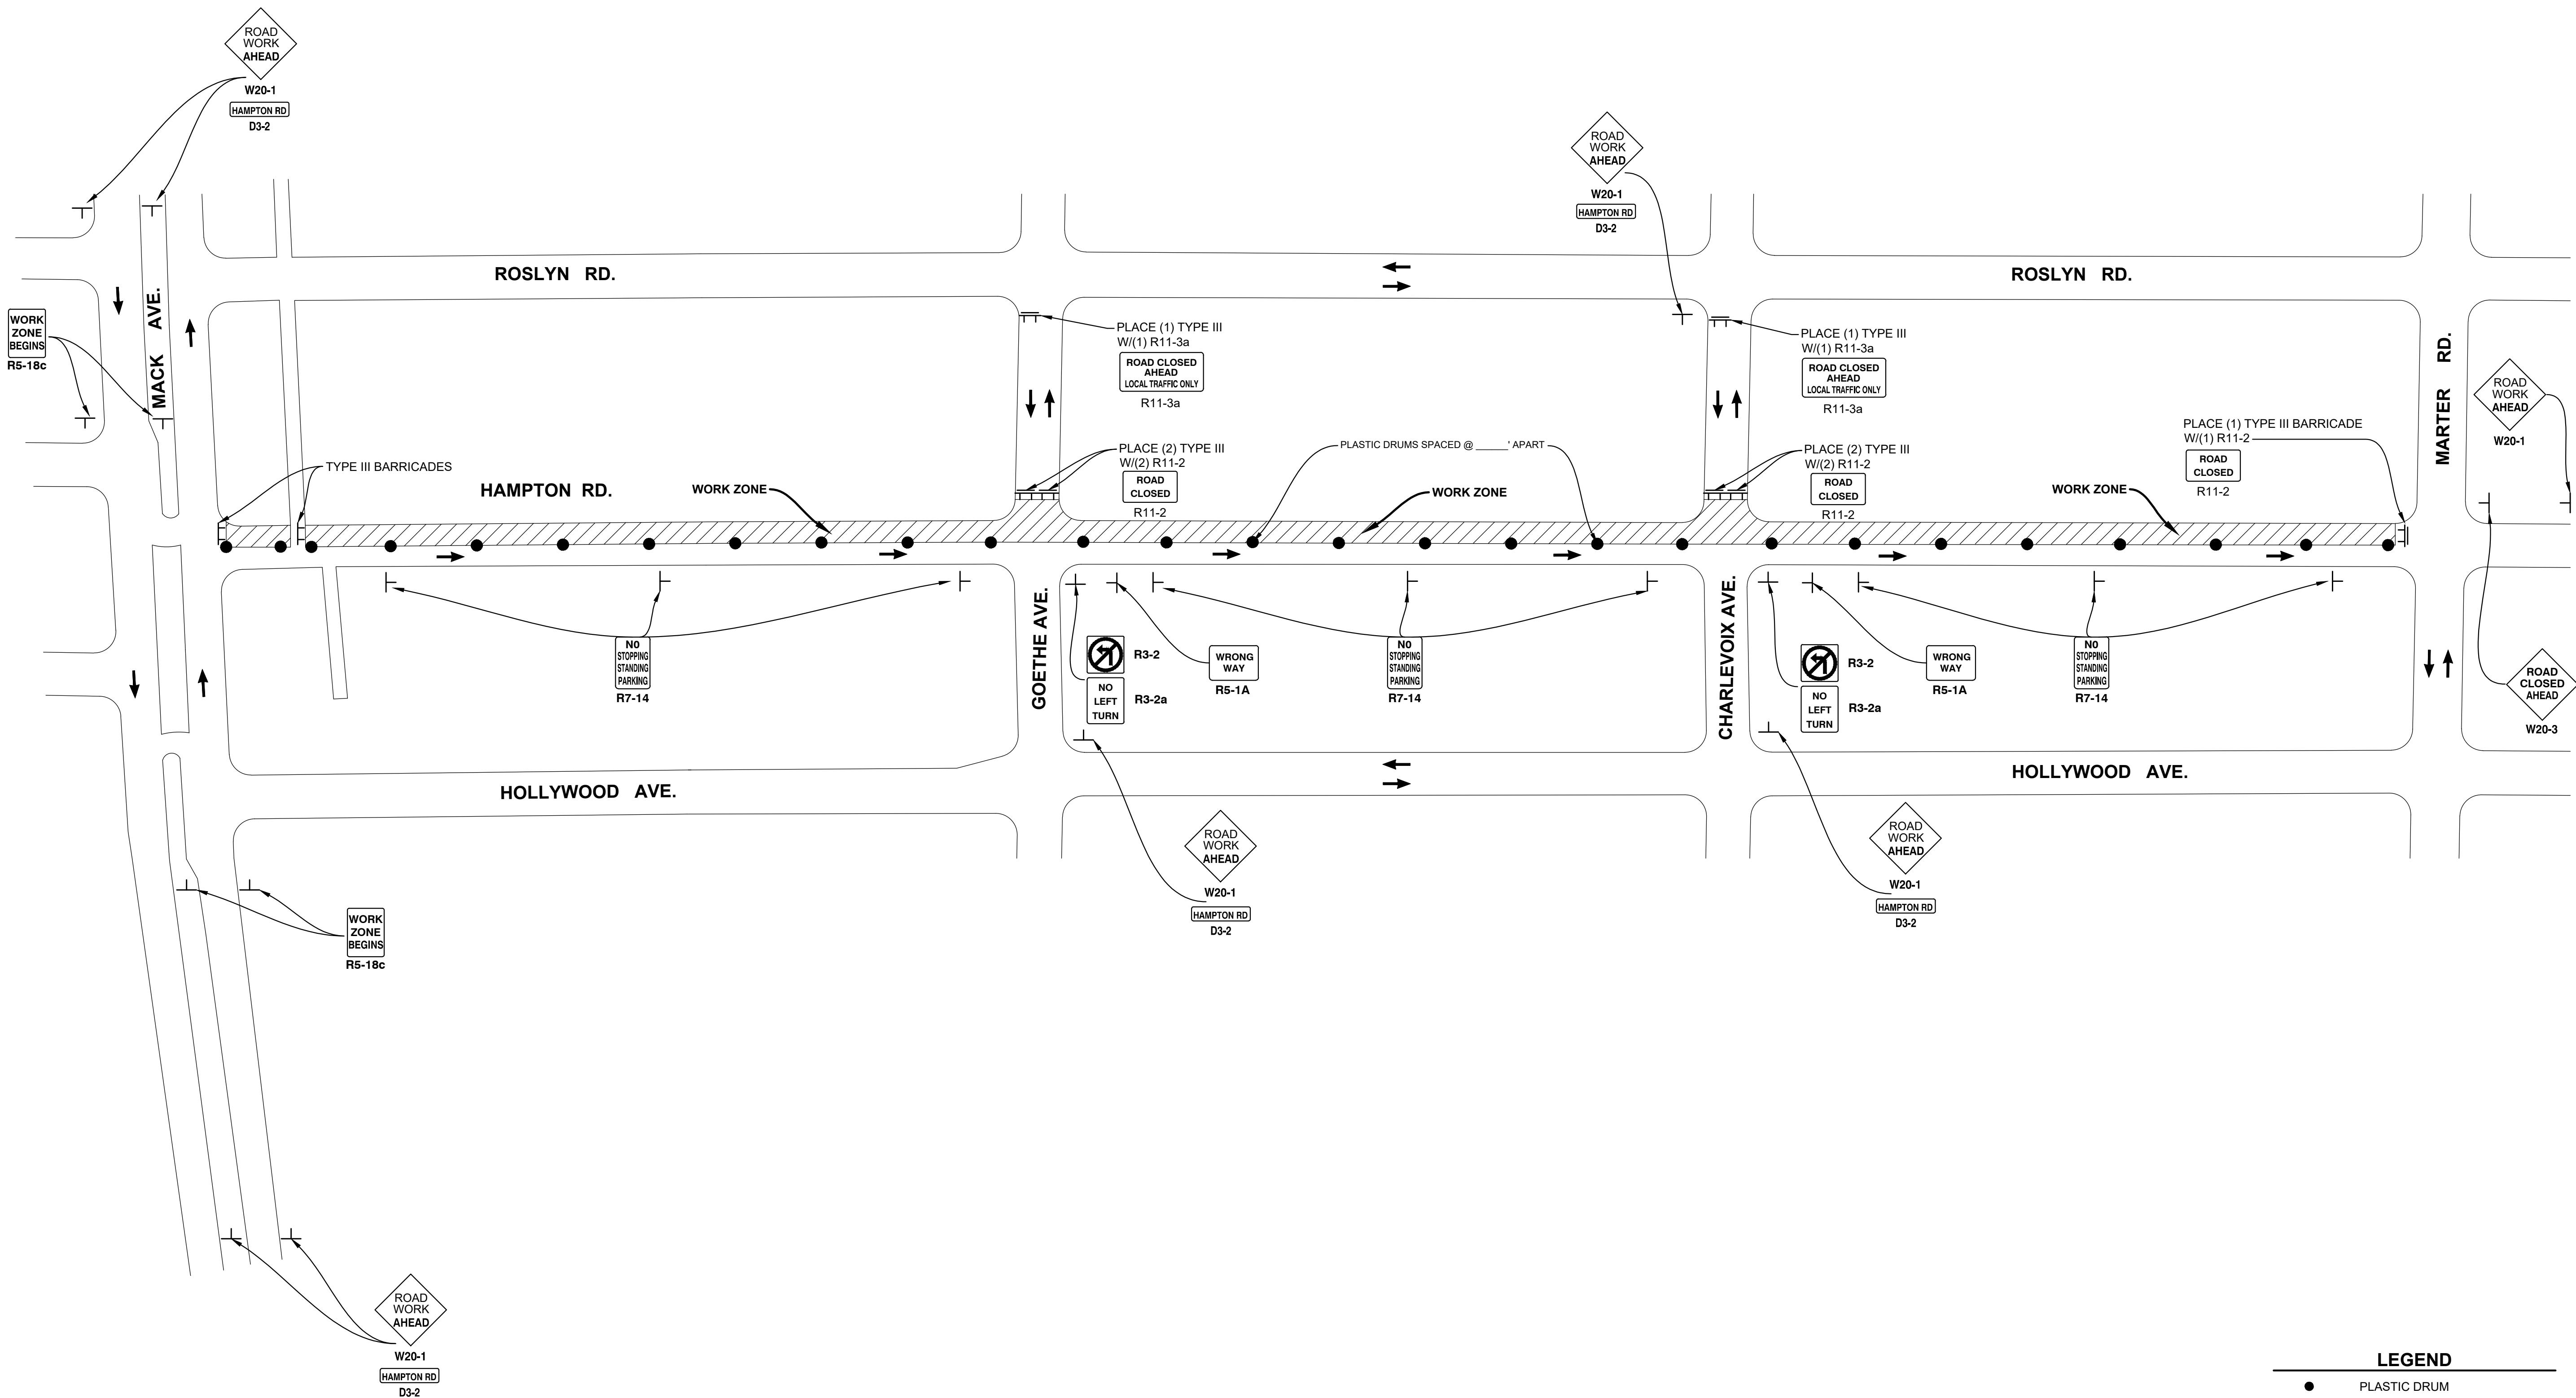 ROAD
WORK
AHEAD
W20-1
HAMPTON RD
D3-2
ROAD
WORK
AHEAD
W20-1
HAMPTON RD
D3-2
ROSLYN RD.
ROSLYN RD.
MACK AVE.
WORK
ZONE
BEGINS
R5-18c
PLACE (1) TYPE III
W/(1) R11-3a
ROAD CLOSED
AHEAD
LOCAL TRAFFIC ONLY
R11-3a
PLACE (1) TYPE III
W/(1) R11-3a
ROAD CLOSED
AHEAD
LOCAL TRAFFIC ONLY
R11-3a
MARTER RD.
ROAD
WORK
AHEAD
W20-1
TYPE III BARRICADES
HAMPTON RD.
WORK ZONE
PLACE (2) TYPE III
W/(2) R11-2
ROAD
CLOSED
R11-2
PLASTIC DRUMS SPACED @ ______' APART
WORK ZONE
PLACE (2) TYPE III
W/(2) R11-2
ROAD
CLOSED
R11-2
WORK ZONE
PLACE (1) TYPE III BARRICADE
W/(1) R11-2
ROAD
CLOSED
R11-2
N0
STOPPING
STANDING
PARKING
R7-14
GOETHE AVE.
R3-2
NO
LEFT
TURN
R3-2a
WRONG
WAY
R5-1A
N0
STOPPING
STANDING
PARKING
R7-14
CHARLEVOIX AVE.
R3-2
NO
LEFT
TURN
R3-2a
WRONG
WAY
R5-1A
N0
STOPPING
STANDING
PARKING
R7-14
ROAD
CLOSED
AHEAD
W20-3
HOLLYWOOD AVE.
HOLLYWOOD AVE.
ROAD
WORK
AHEAD
W20-1
HAMPTON RD
D3-2
ROAD
WORK
AHEAD
W20-1
HAMPTON RD
D3-2
WORK
ZONE
BEGINS
R5-18c
ROAD
WORK
AHEAD
W20-1
HAMPTON RD
D3-2
LEGEND
PLASTIC DRUM